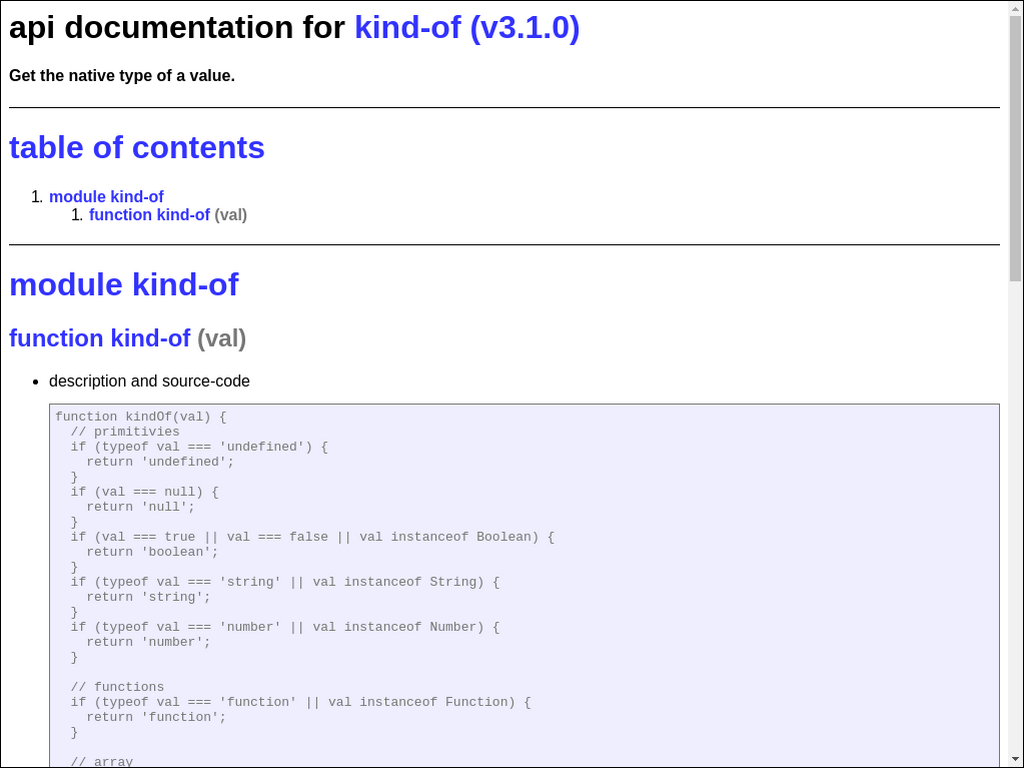 api documentation for kind-of (v3.1.0)
Get the native type of a value.
table of contents
1. module kind-of
1. function kind-of (val)
module kind-of
function kind-of (val)
• description and source-code
function kindOf(val) {
  // primitivies
  if (typeof val === 'undefined') {
    return 'undefined';
  }
  if (val === null) {
    return 'null';
  }
  if (val === true || val === false || val instanceof Boolean) {
    return 'boolean';
  }
  if (typeof val === 'string' || val instanceof String) {
    return 'string';
  }
  if (typeof val === 'number' || val instanceof Number) {
    return 'number';
  }
  // functions
  if (typeof val === 'function' || val instanceof Function) {
    return 'function';
  }
  // array